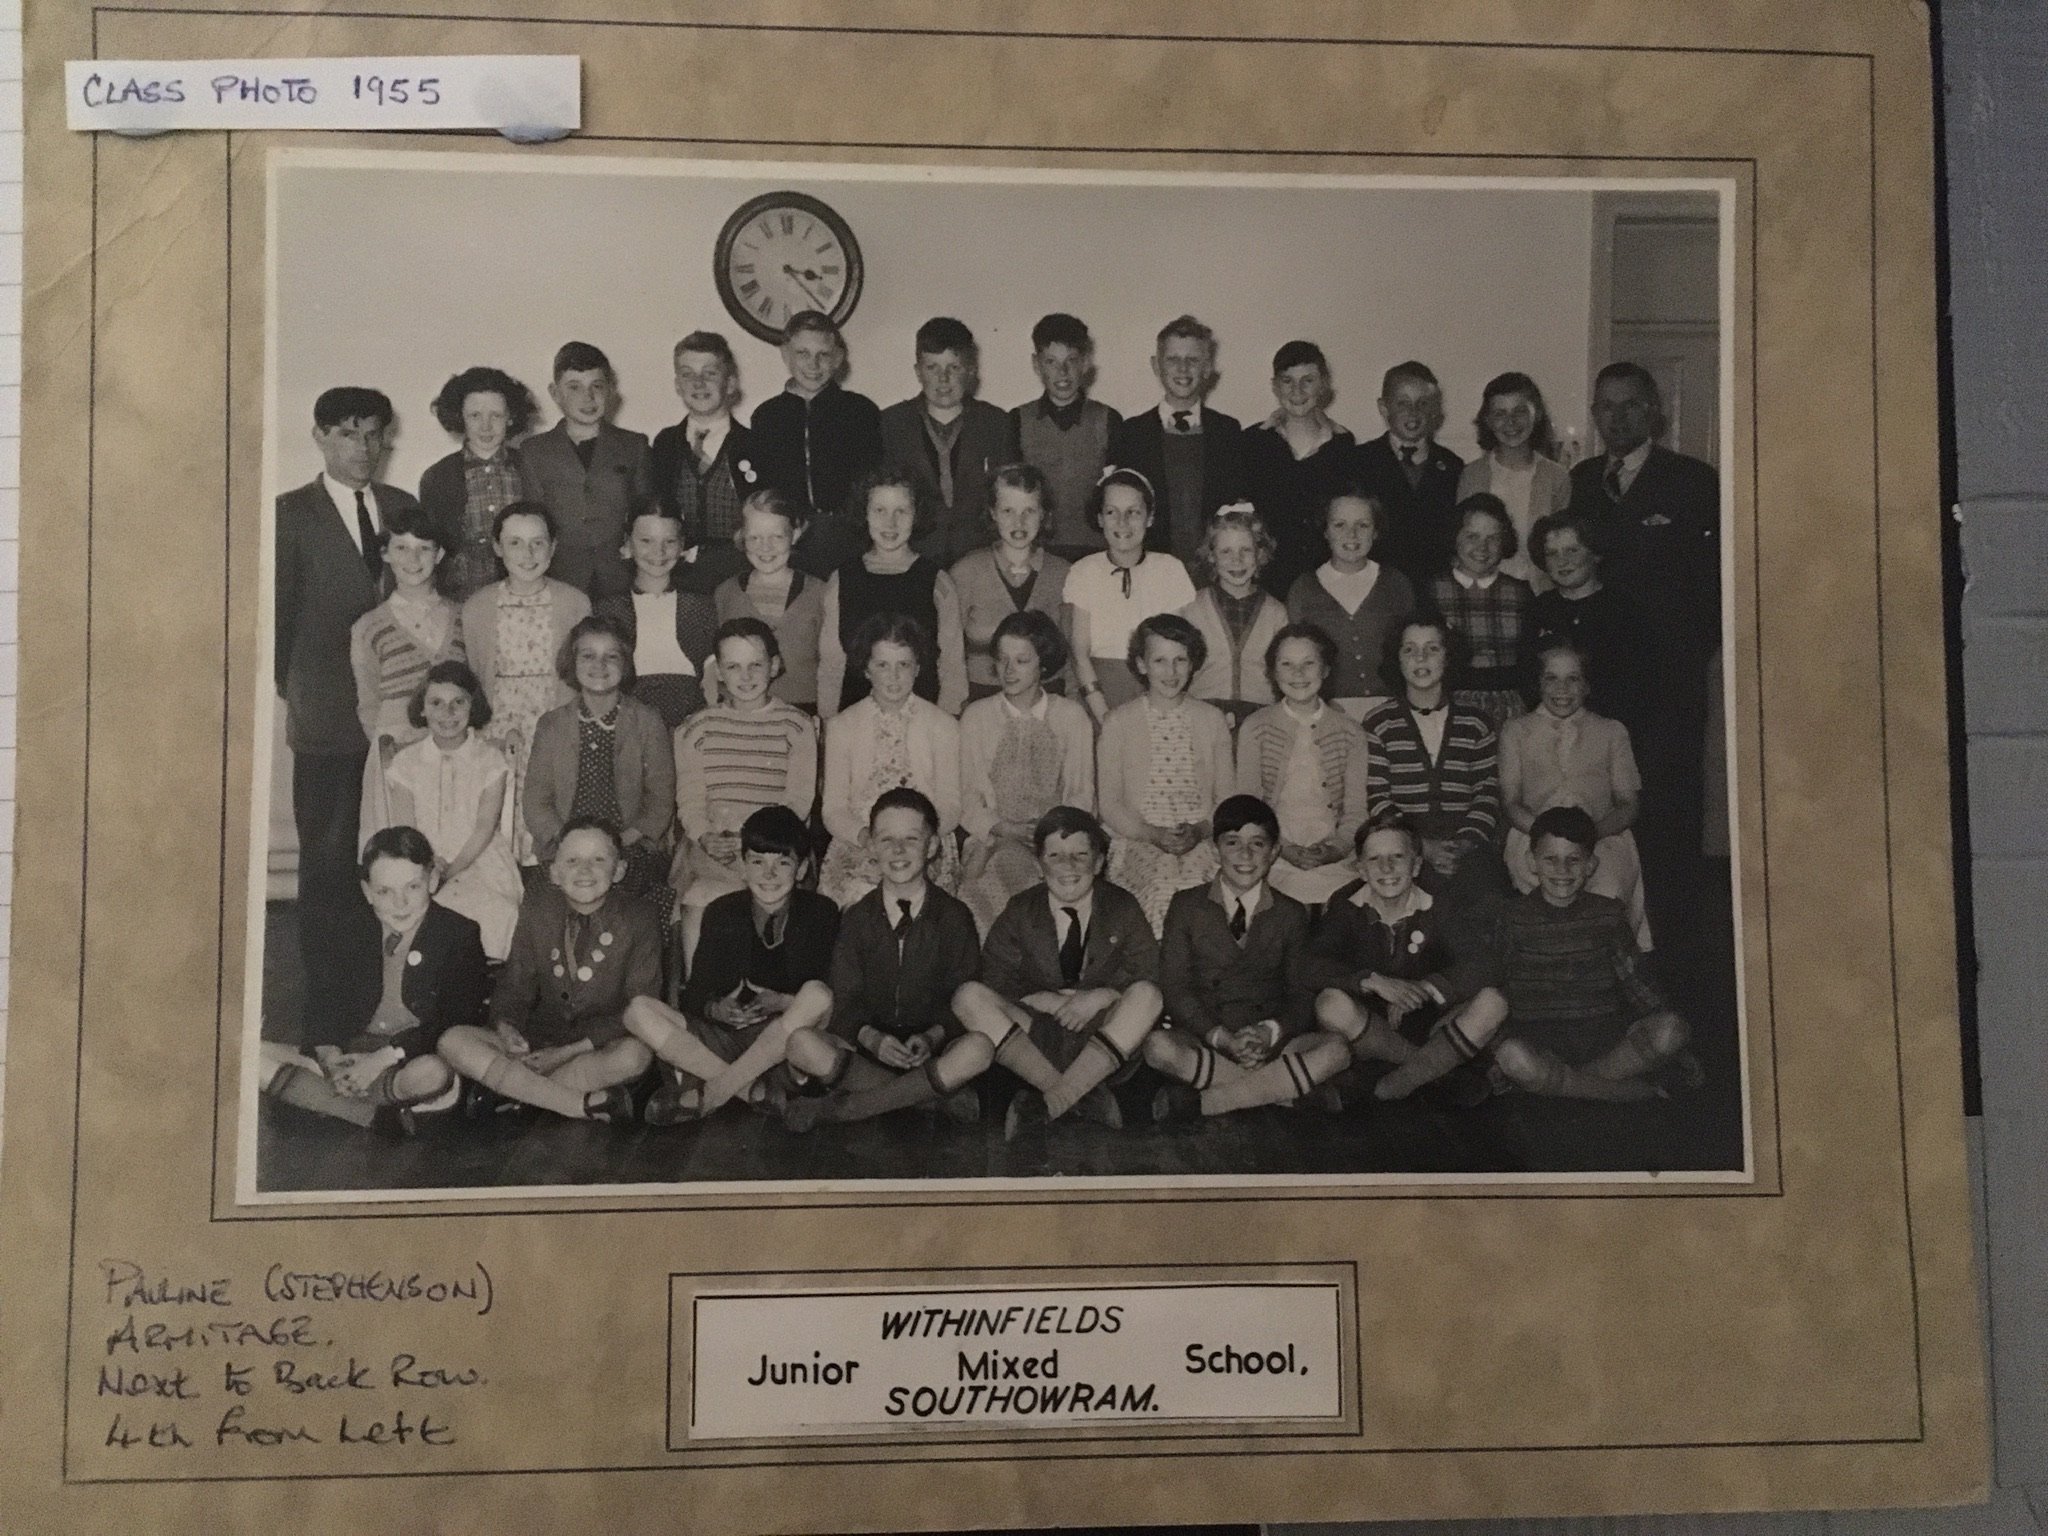 CLASS PHOTO 1955
PAULINE (STEPHENSON)
ARMITAGE.
Next to Back Row.
4th from Left
WITHINFIELDS
Junior Mixed School.
SOUTHOWRAM.